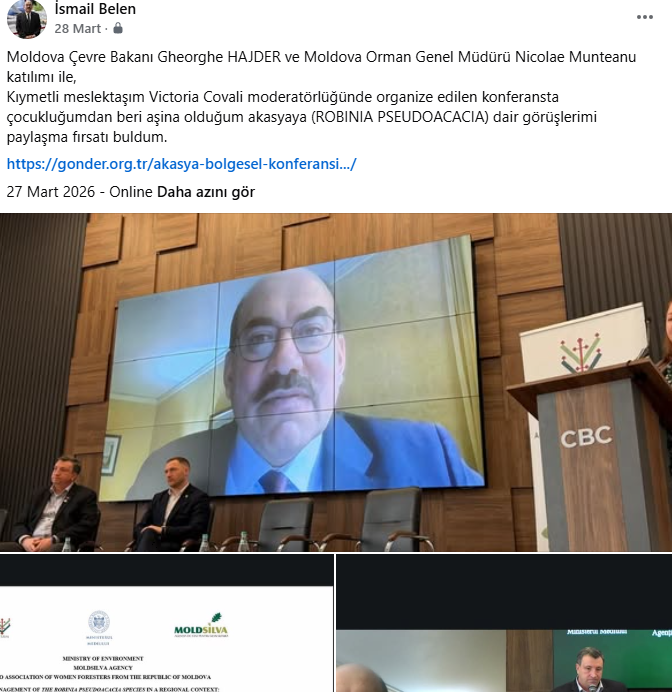 İsmail Belen
28 Mart ·
Moldova Çevre Bakanı Gheorghe HAJDER ve Moldova Orman Genel Müdürü Nicolae Munteanu
katılımı ile,
Kıymetli meslektaşım Victoria Covali moderatörlüğünde organize edilen konferansta
çocukluğumdan beri aşina olduğum akasyaya (ROBINIA PSEUDOACACIA) dair görüşlerimi
paylaşma fırsatı buldum.
https://gonder.org.tr/akasya-bolgesel-konferansi.../
27 Mart 2026 - Online Daha azını gör
CBC
MOLDSILVA
MINISTRY OF ENVIRONMENT
MOLDSILVA AGENCY
D ASSOCIATION OF WOMEN FORESTERS FROM THE REPUBLIC OF MOLDOVA
NAGEMENT OF THE ROBINIA PSEUDOACACIA SPECIES IN A REGIONAL CONTEXT:
Ministerul Mediului
Agenți